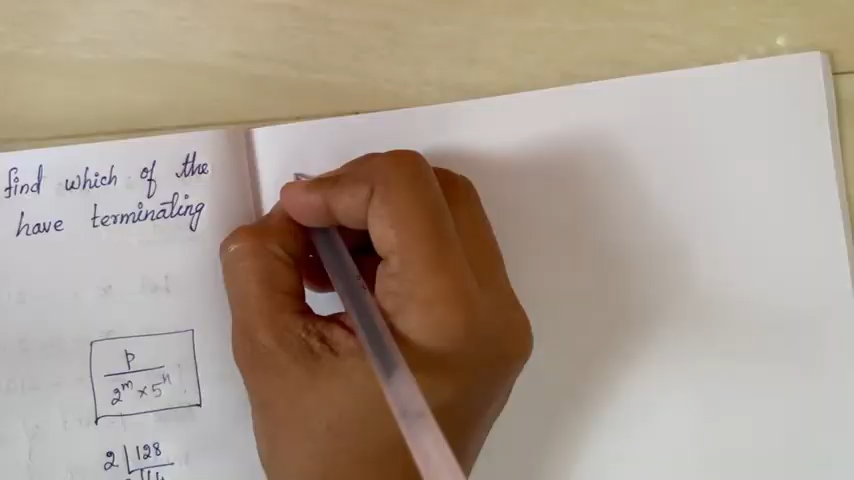 find which of the
have terminating
p
2^m × 5^n
2 | 128